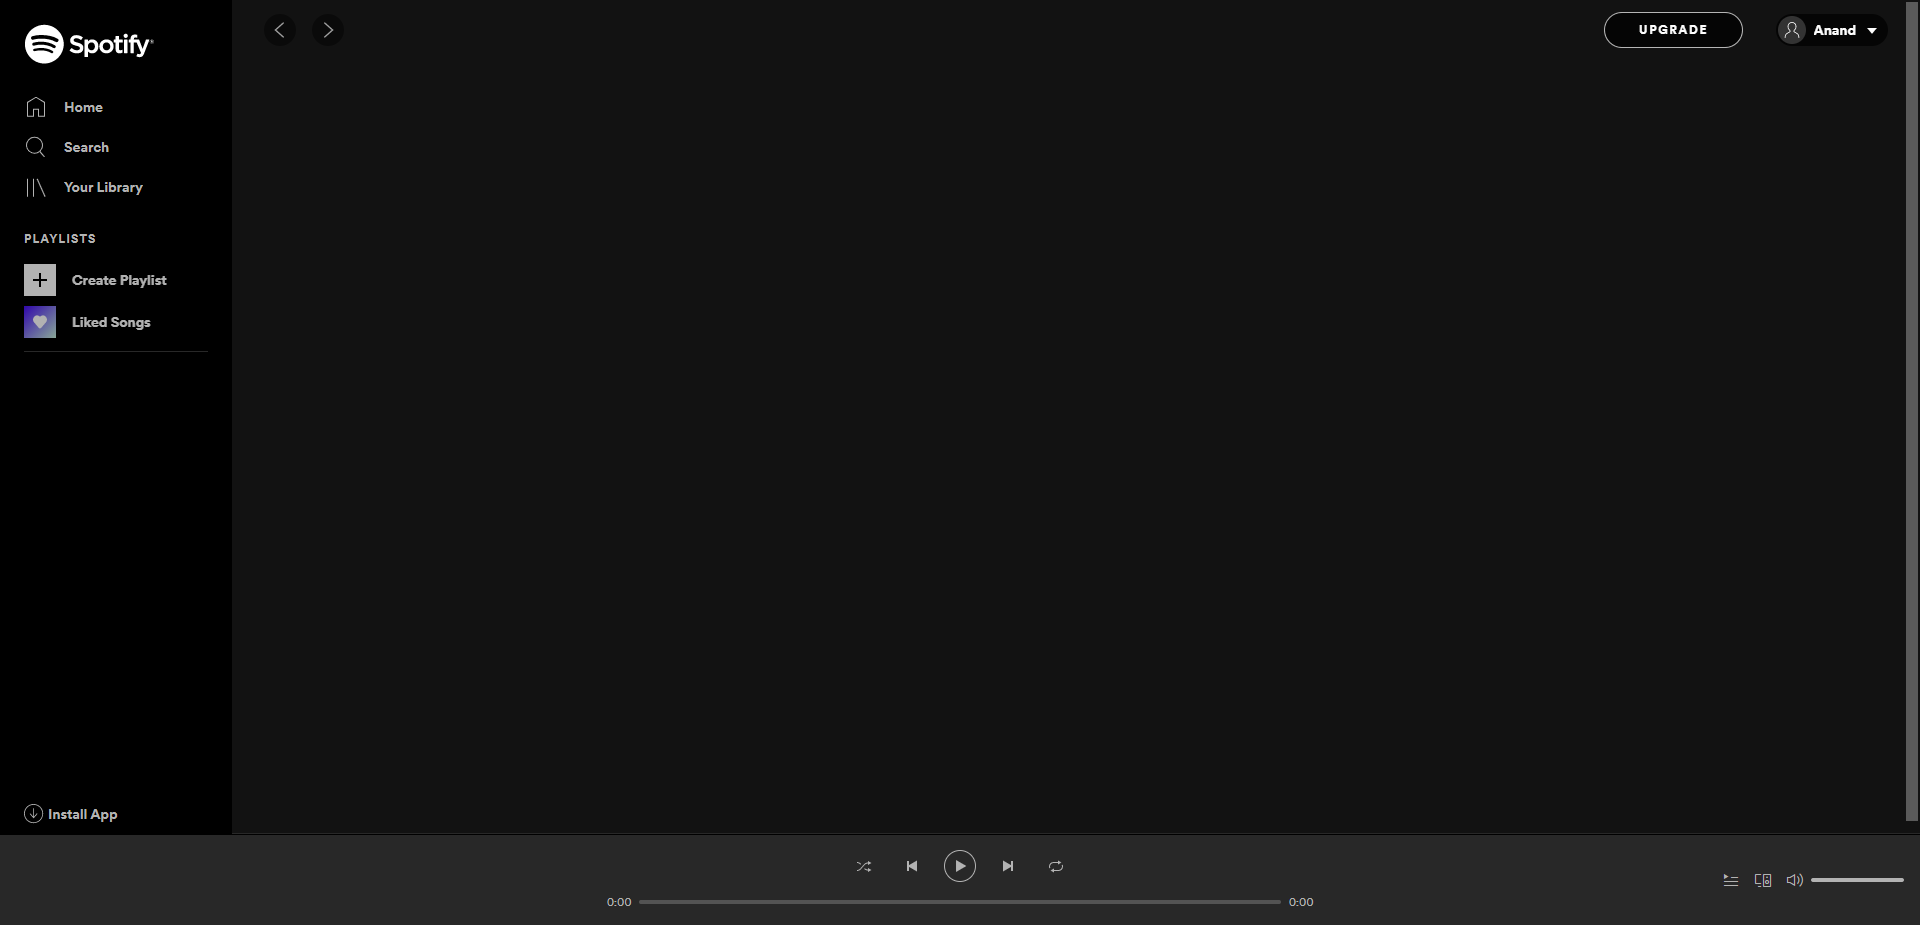 Spotify
UPGRADE
Anand
Home
Search
Your Library
PLAYLISTS
Create Playlist
Liked Songs
Install App
0:00
0:00